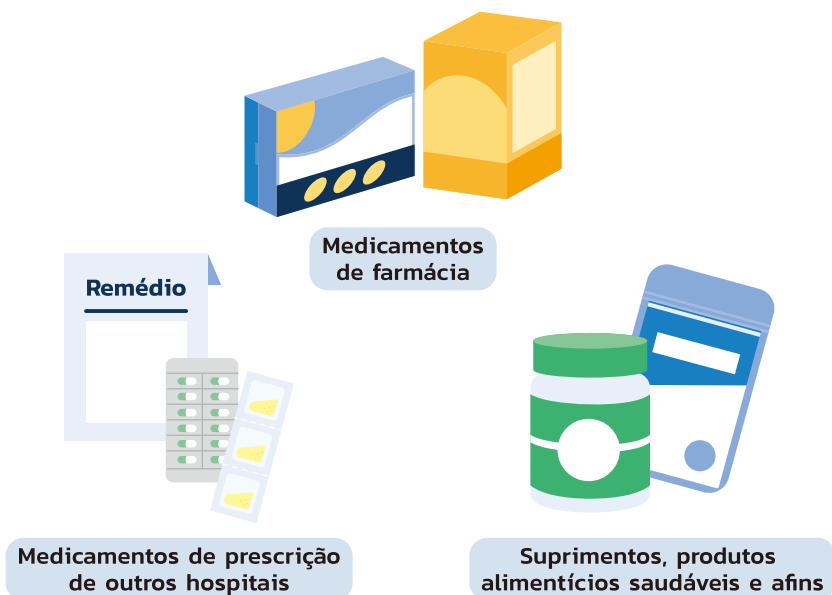 Medicamentos
de farmácia
Remédio
Medicamentos de prescrição
de outros hospitais
Suprimentos, produtos
alimentícios saudáveis e afins